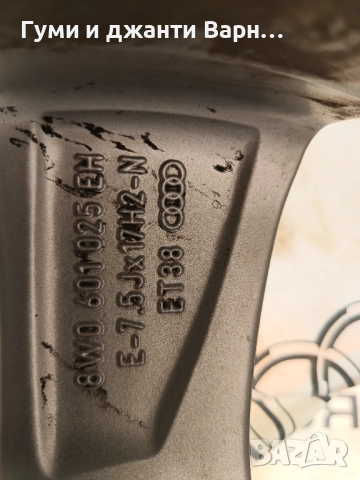 Гуми и джанти Варн...
8W0 601 025 EH
E-7.5Jx17H2-N
ET38
BAZAR